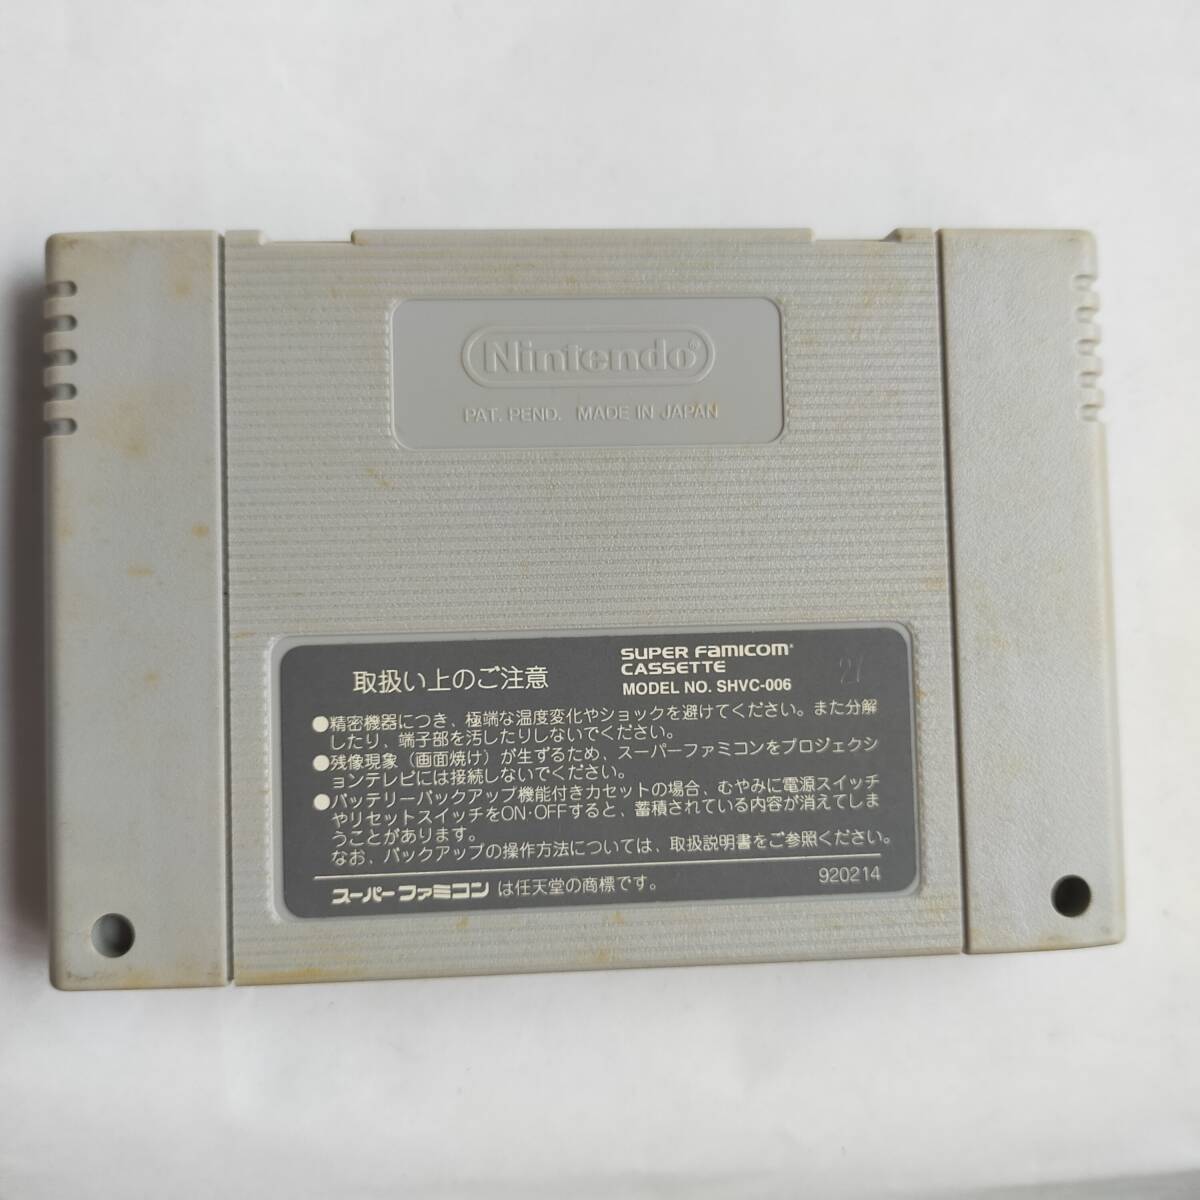 Nintendo®
PAT. PEND. MADE IN JAPAN
取扱い上のご注意
SUPER FAMICOM
CASSETTE
MODEL NO. SHVC-006
21
●精密機器につき、極端な温度変化やショックを避けてください。また分解
したり、端子部を汚したりしないでください。
●残像現象（画面焼け）が生ずるため、スーパーファミコンをプロジェクシ
ョンテレビには接続しないでください。
●バッテリーバックアップ機能付きカセットの場合、むやみに電源スイッチ
やリセットスイッチをON·OFFすると、蓄積されている内容が消えてしま
うことがあります。
なお、バックアップの操作方法については、取扱説明書をご参照ください。
スーパーファミコン は任天堂の商標です。
920214